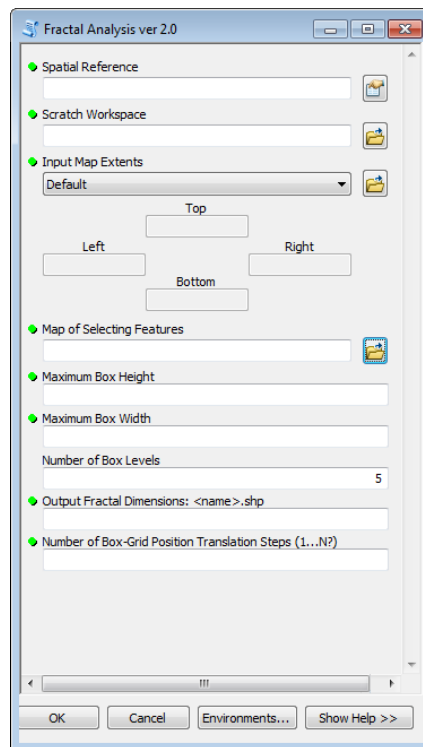 Fractal Analysis ver 2.0
Spatial Reference
Scratch Workspace
Input Map Extents
Default
Top
Left Right
Bottom
Map of Selecting Features
Maximum Box Height
Maximum Box Width
Number of Box Levels
5
Output Fractal Dimensions: <name>.shp
Number of Box-Grid Position Translation Steps (1...N?)
OK Cancel Environments... Show Help >>